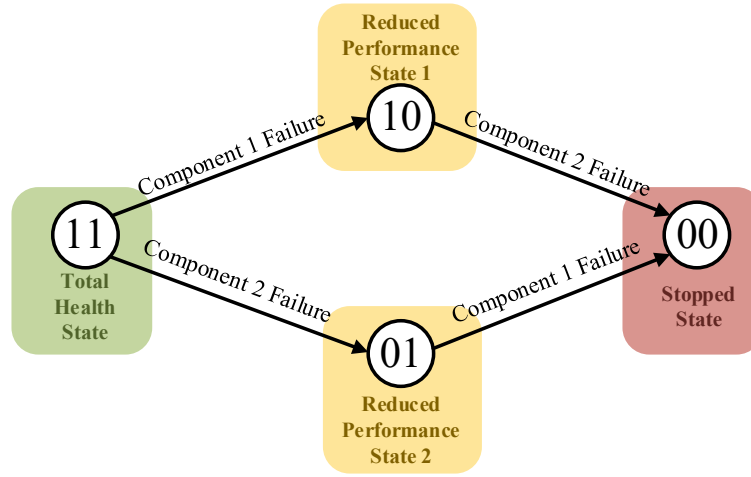 Reduced
Performance
State 1
10
Component 1 Failure
Component 2 Failure
11
Total
Health
State
00
Stopped
State
Component 2 Failure
Component 1 Failure
01
Reduced
Performance
State 2